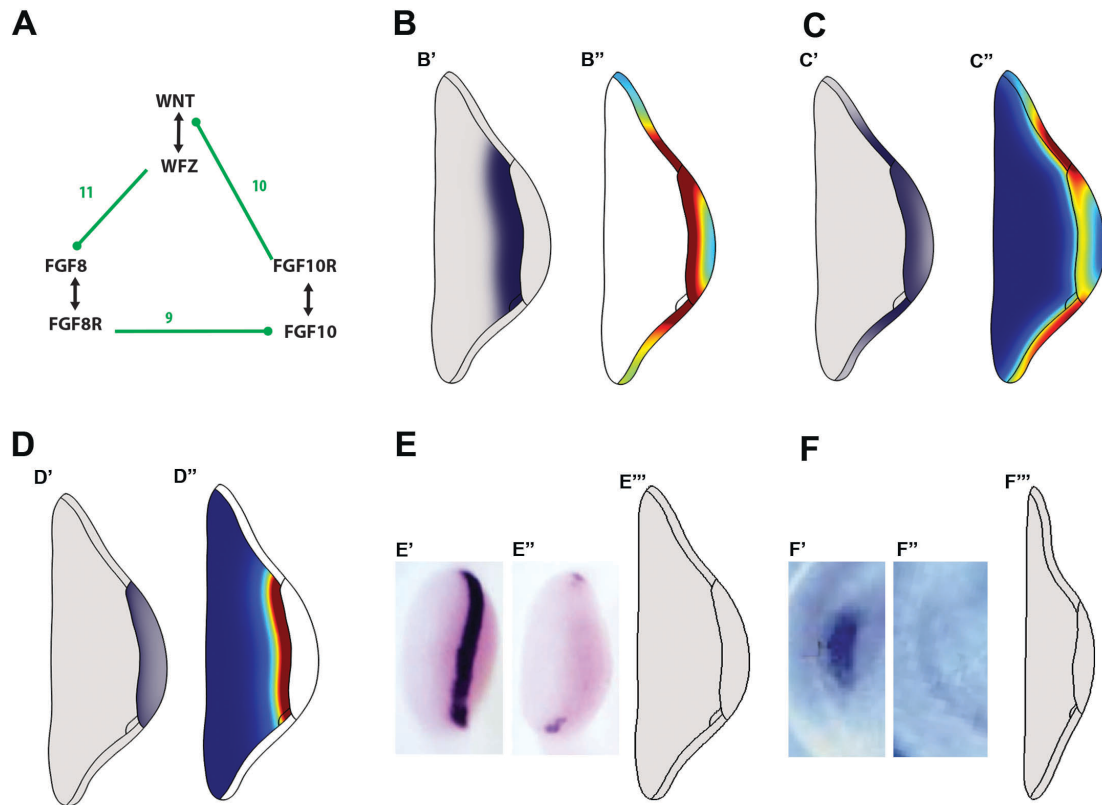 A
WNT
WFZ
11
10
FGF8
FGF10R
FGF8R
9
FGF10
B
B'
B"
C
C'
C"
D
D'
D"
E
E'
E"
E'"
F
F'
F"
F'"